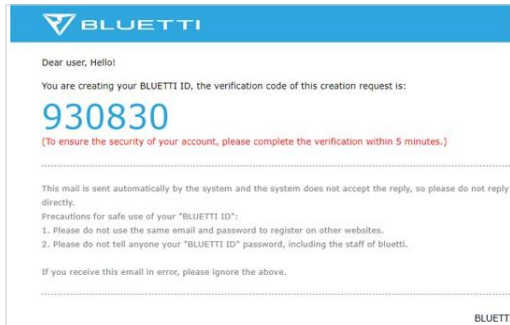 BLUETTI
Dear user, Hello!
You are creating your BLUETTI ID, the verification code of this creation request is:
930830
(To ensure the security of your account, please complete the verification within 5 minutes.)
This mail is sent automatically by the system and the system does not accept the reply, so please do not reply
directly.
Precautions for safe use of your "BLUETTI ID":
1. Please do not use the same email and password to register on other websites.
2. Please do not tell anyone your "BLUETTI ID" password, including the staff of bluetti.
If you receive this email in error, please ignore the above.
BLUETT